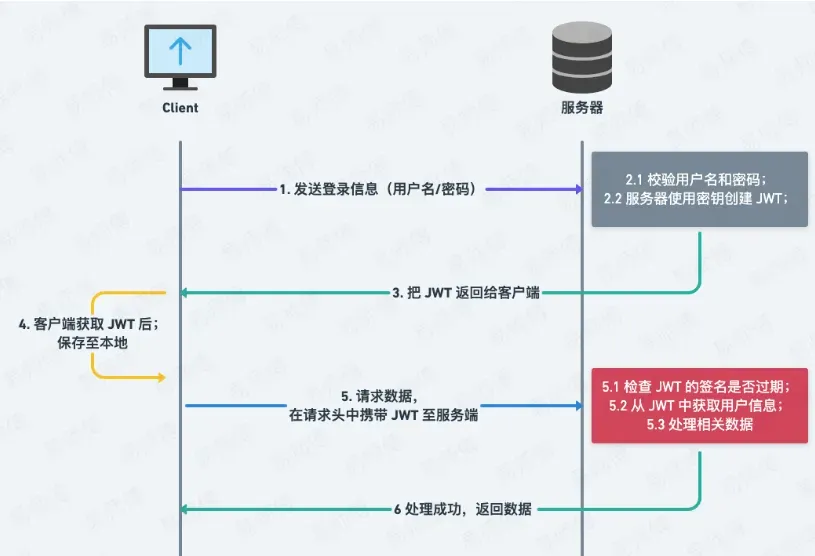 Client
服务器
1. 发送登录信息（用户名/密码）
2.1 校验用户名和密码；
2.2 服务器使用密钥创建 JWT；
3. 把 JWT 返回给客户端
4. 客户端获取 JWT 后；
保存至本地
5. 请求数据，
在请求头中携带 JWT 至服务端
5.1 检查 JWT 的签名是否过期；
5.2 从 JWT 中获取用户信息；
5.3 处理相关数据
6 处理成功，返回数据